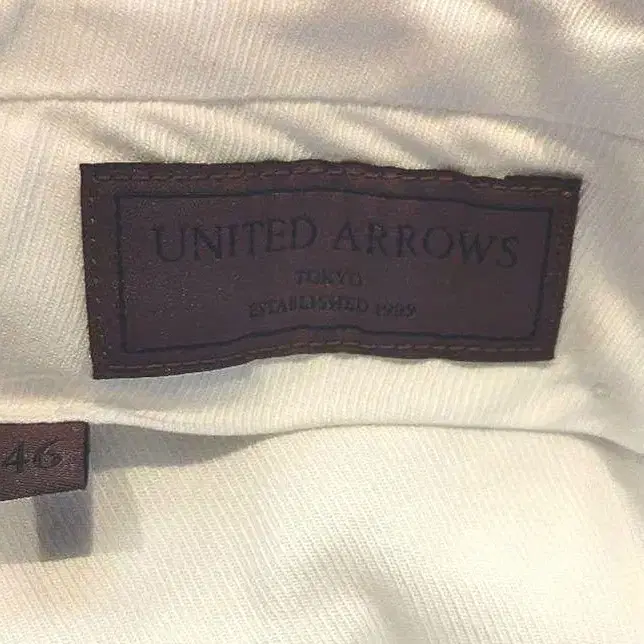 UNITED ARROWS
TOKYO
ESTABLISHED 1989
46